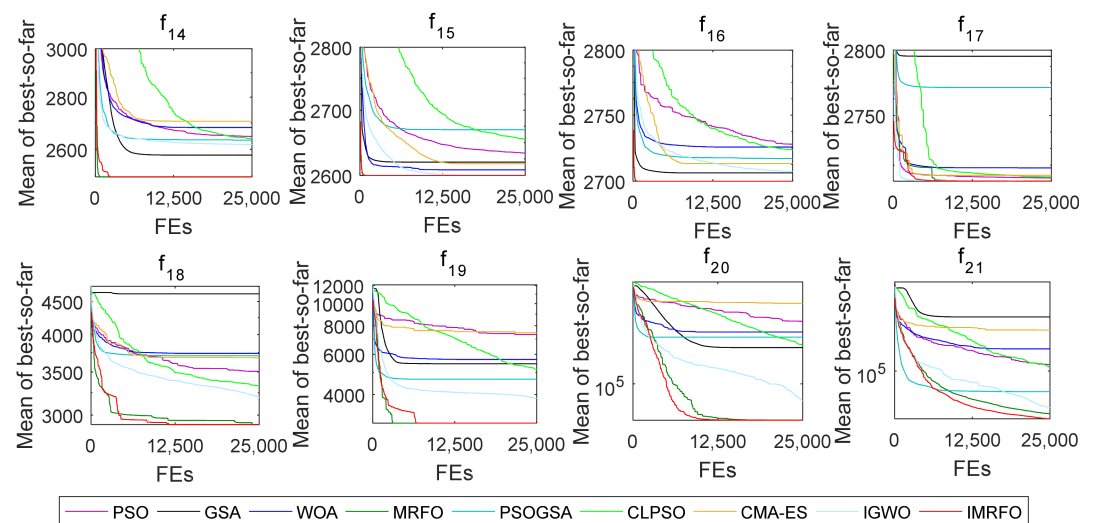 f14
f15
f16
f17
Mean of best-so-far
3000
2800
2600
0
12,500
25,000
FEs
Mean of best-so-far
2800
2700
2600
0
12,500
25,000
FEs
Mean of best-so-far
2800
2750
2700
0
12,500
25,000
FEs
Mean of best-so-far
2800
2750
0
12,500
25,000
FEs
f18
f19
f20
f21
Mean of best-so-far
4500
4000
3500
3000
0
12,500
25,000
FEs
Mean of best-so-far
12000
10000
8000
6000
4000
0
12,500
25,000
FEs
Mean of best-so-far
10^5
0
12,500
25,000
FEs
Mean of best-so-far
10^5
0
12,500
25,000
FEs
PSO GSA WOA MRFO PSOGSA CLPSO CMA-ES IGWO IMRFO